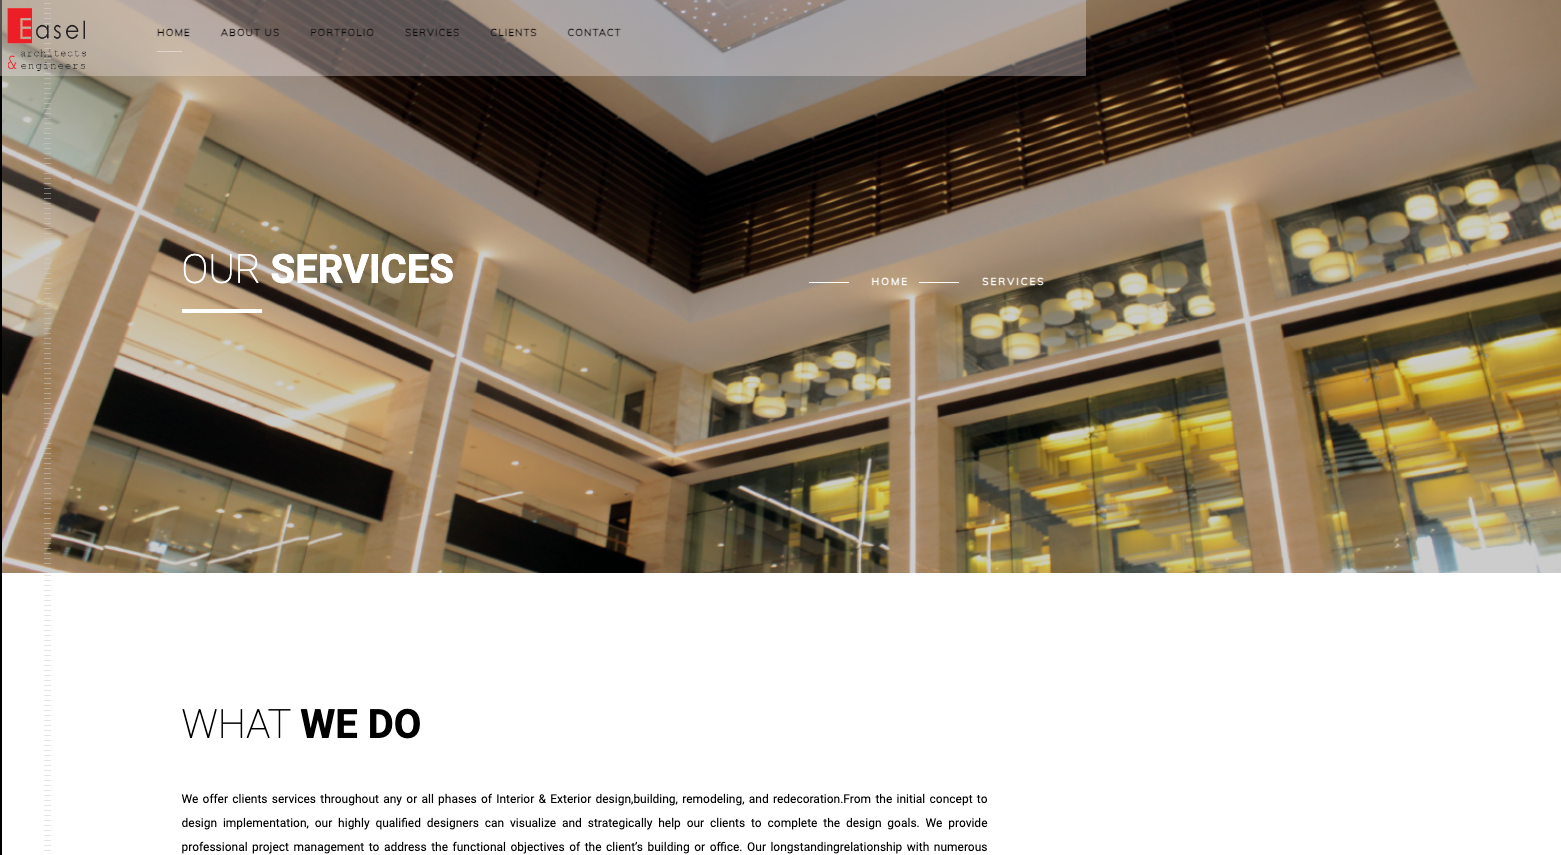 Easel
architects
& engineers
HOME ABOUT US PORTFOLIO SERVICES CLIENTS CONTACT
OUR SERVICES
HOME SERVICES
WHAT WE DO
We offer clients services throughout any or all phases of Interior & Exterior design,building, remodeling, and redecoration.From the initial concept to
design implementation, our highly qualified designers can visualize and strategically help our clients to complete the design goals. We provide
professional project management to address the functional objectives of the client’s building or office. Our longstandingrelationship with numerous